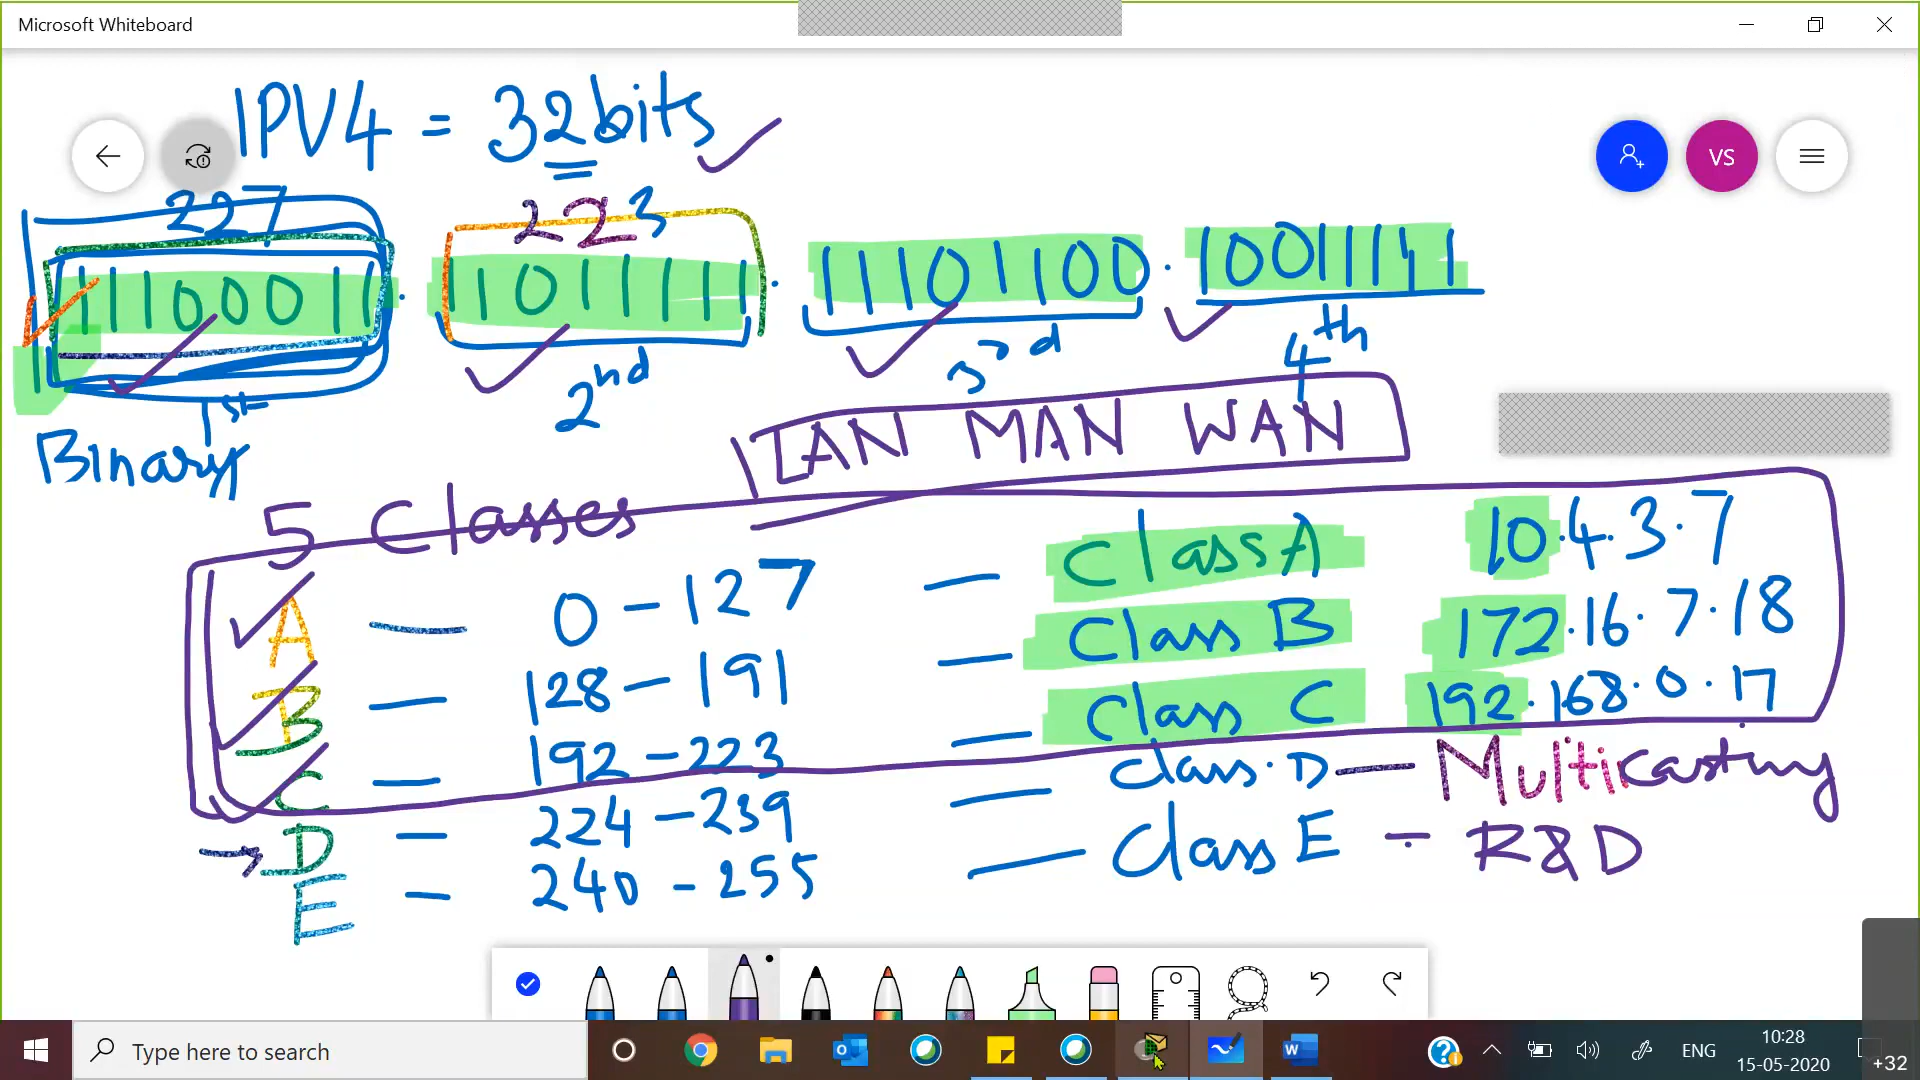 Microsoft Whiteboard
IPV4 = 32bits
VS
227 223
11100011 . 11011111 . 11101100 . 10011111
1st 2nd 3rd 4th
Binary
LAN MAN WAN
5 Classes
A — 0 - 127 — Class A 10.4.3.7
B — 128 - 191 — Class B 172.16.7.18
C — 192 - 223 — Class C 192.168.0.17
D — 224 - 239 — Class D — Multicasting
E — 240 - 255 — Class E - R&D
Type here to search
ENG
10:28
15-05-2020
+32